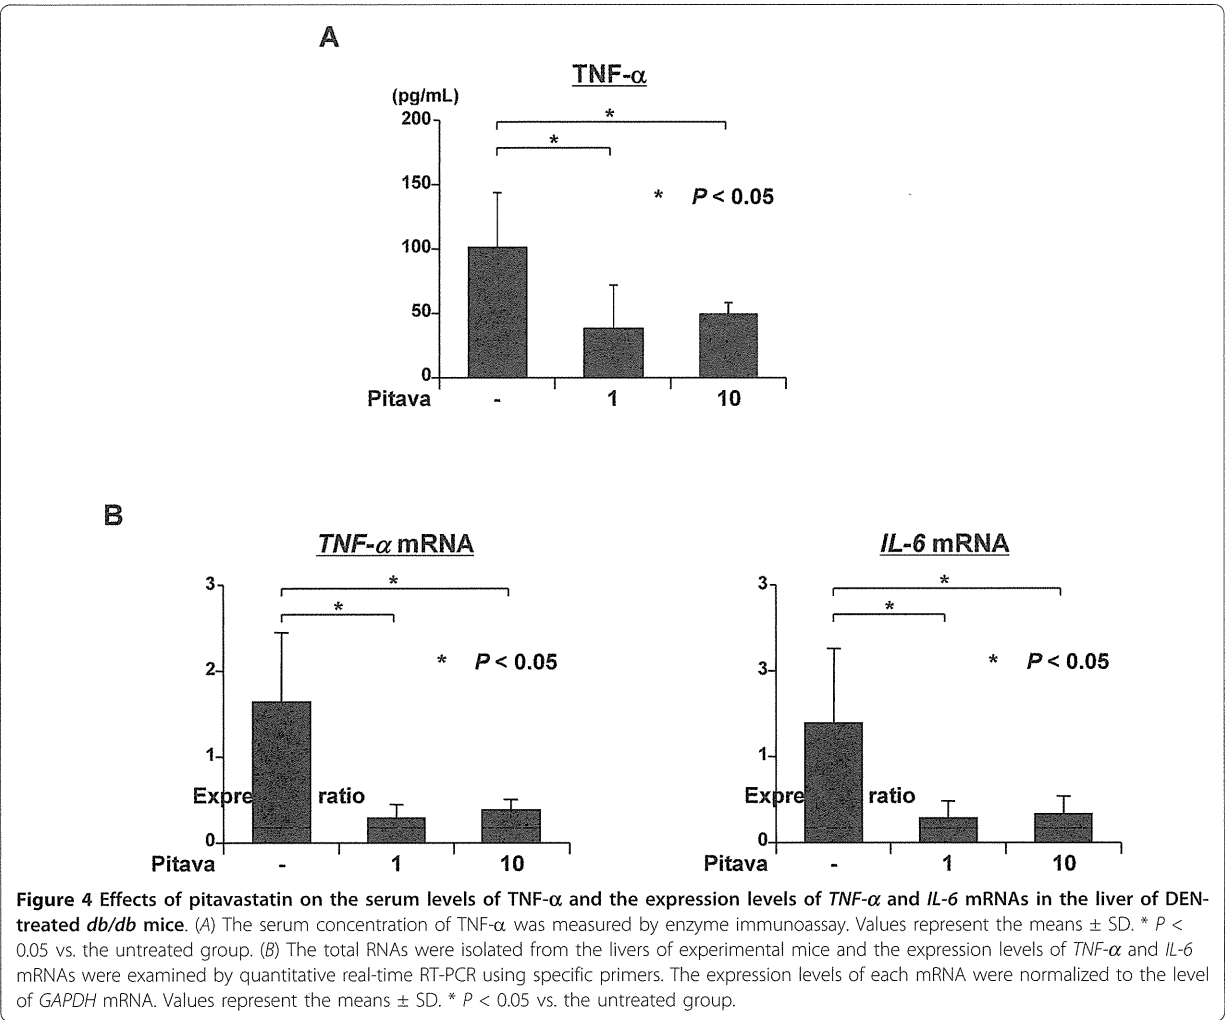 A
TNF-α
(pg/mL)
200
*
*
150
* P < 0.05
100
50
0
Pitava - 1 10
B
TNF-α mRNA
3
*
*
2
* P < 0.05
1
Expre ratio
0
Pitava - 1 10
IL-6 mRNA
3
*
*
3
* P < 0.05
1
Expre ratio
0
Pitava - 1 10
Figure 4 Effects of pitavastatin on the serum levels of TNF-α and the expression levels of TNF-α and IL-6 mRNAs in the liver of DEN-
treated db/db mice. (A) The serum concentration of TNF-α was measured by enzyme immunoassay. Values represent the means ± SD. * P <
0.05 vs. the untreated group. (B) The total RNAs were isolated from the livers of experimental mice and the expression levels of TNF-α and IL-6
mRNAs were examined by quantitative real-time RT-PCR using specific primers. The expression levels of each mRNA were normalized to the level
of GAPDH mRNA. Values represent the means ± SD. * P < 0.05 vs. the untreated group.